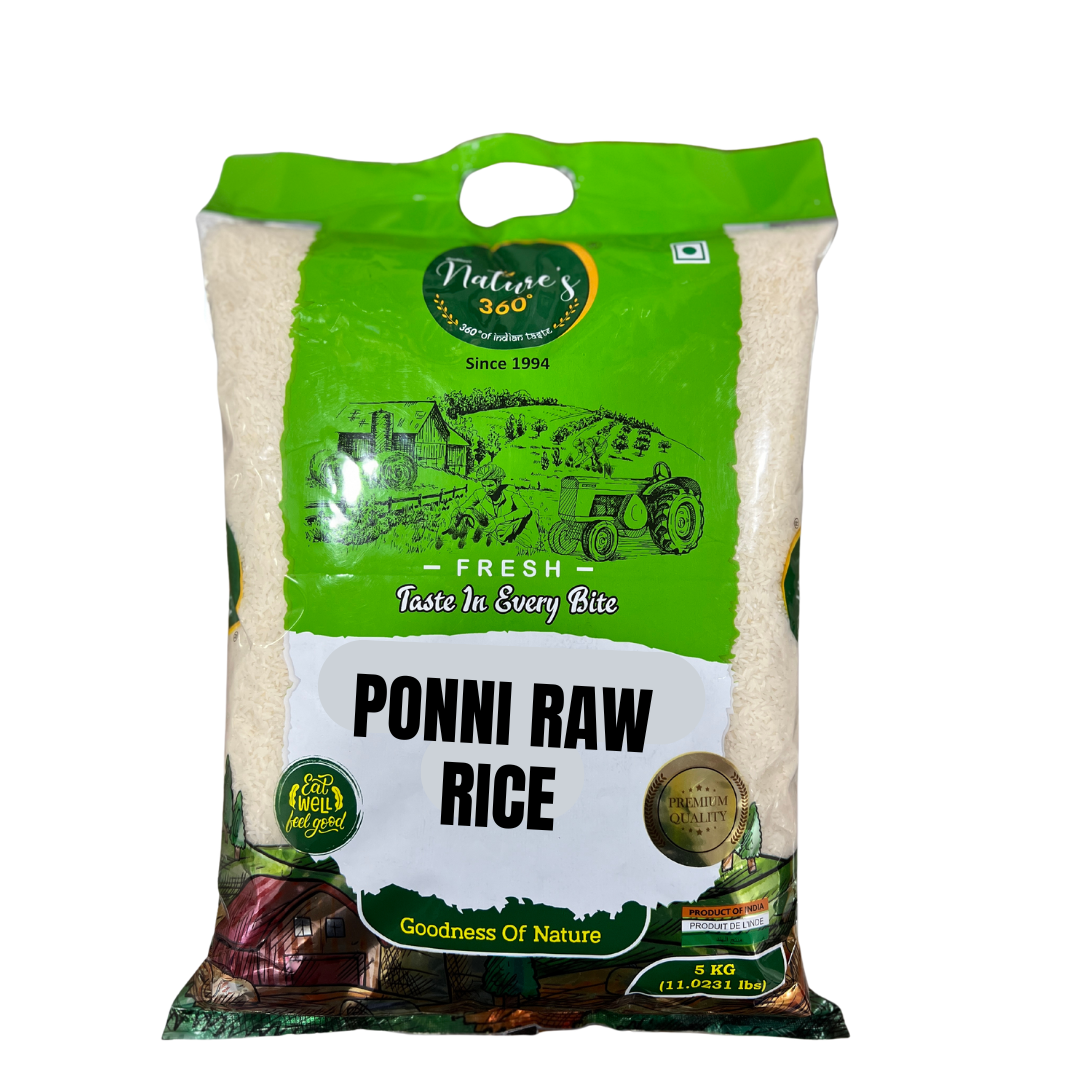 Nature's
360°
360° of indian taste
Since 1994
FRESH
Taste In Every Bite
PONNI RAW
RICE
Eat
WELL
feel good
PREMIUM
QUALITY
Goodness Of Nature
PRODUCT OF INDIA
PRODUIT DE L'INDE
5 KG
(11.0231 lbs)